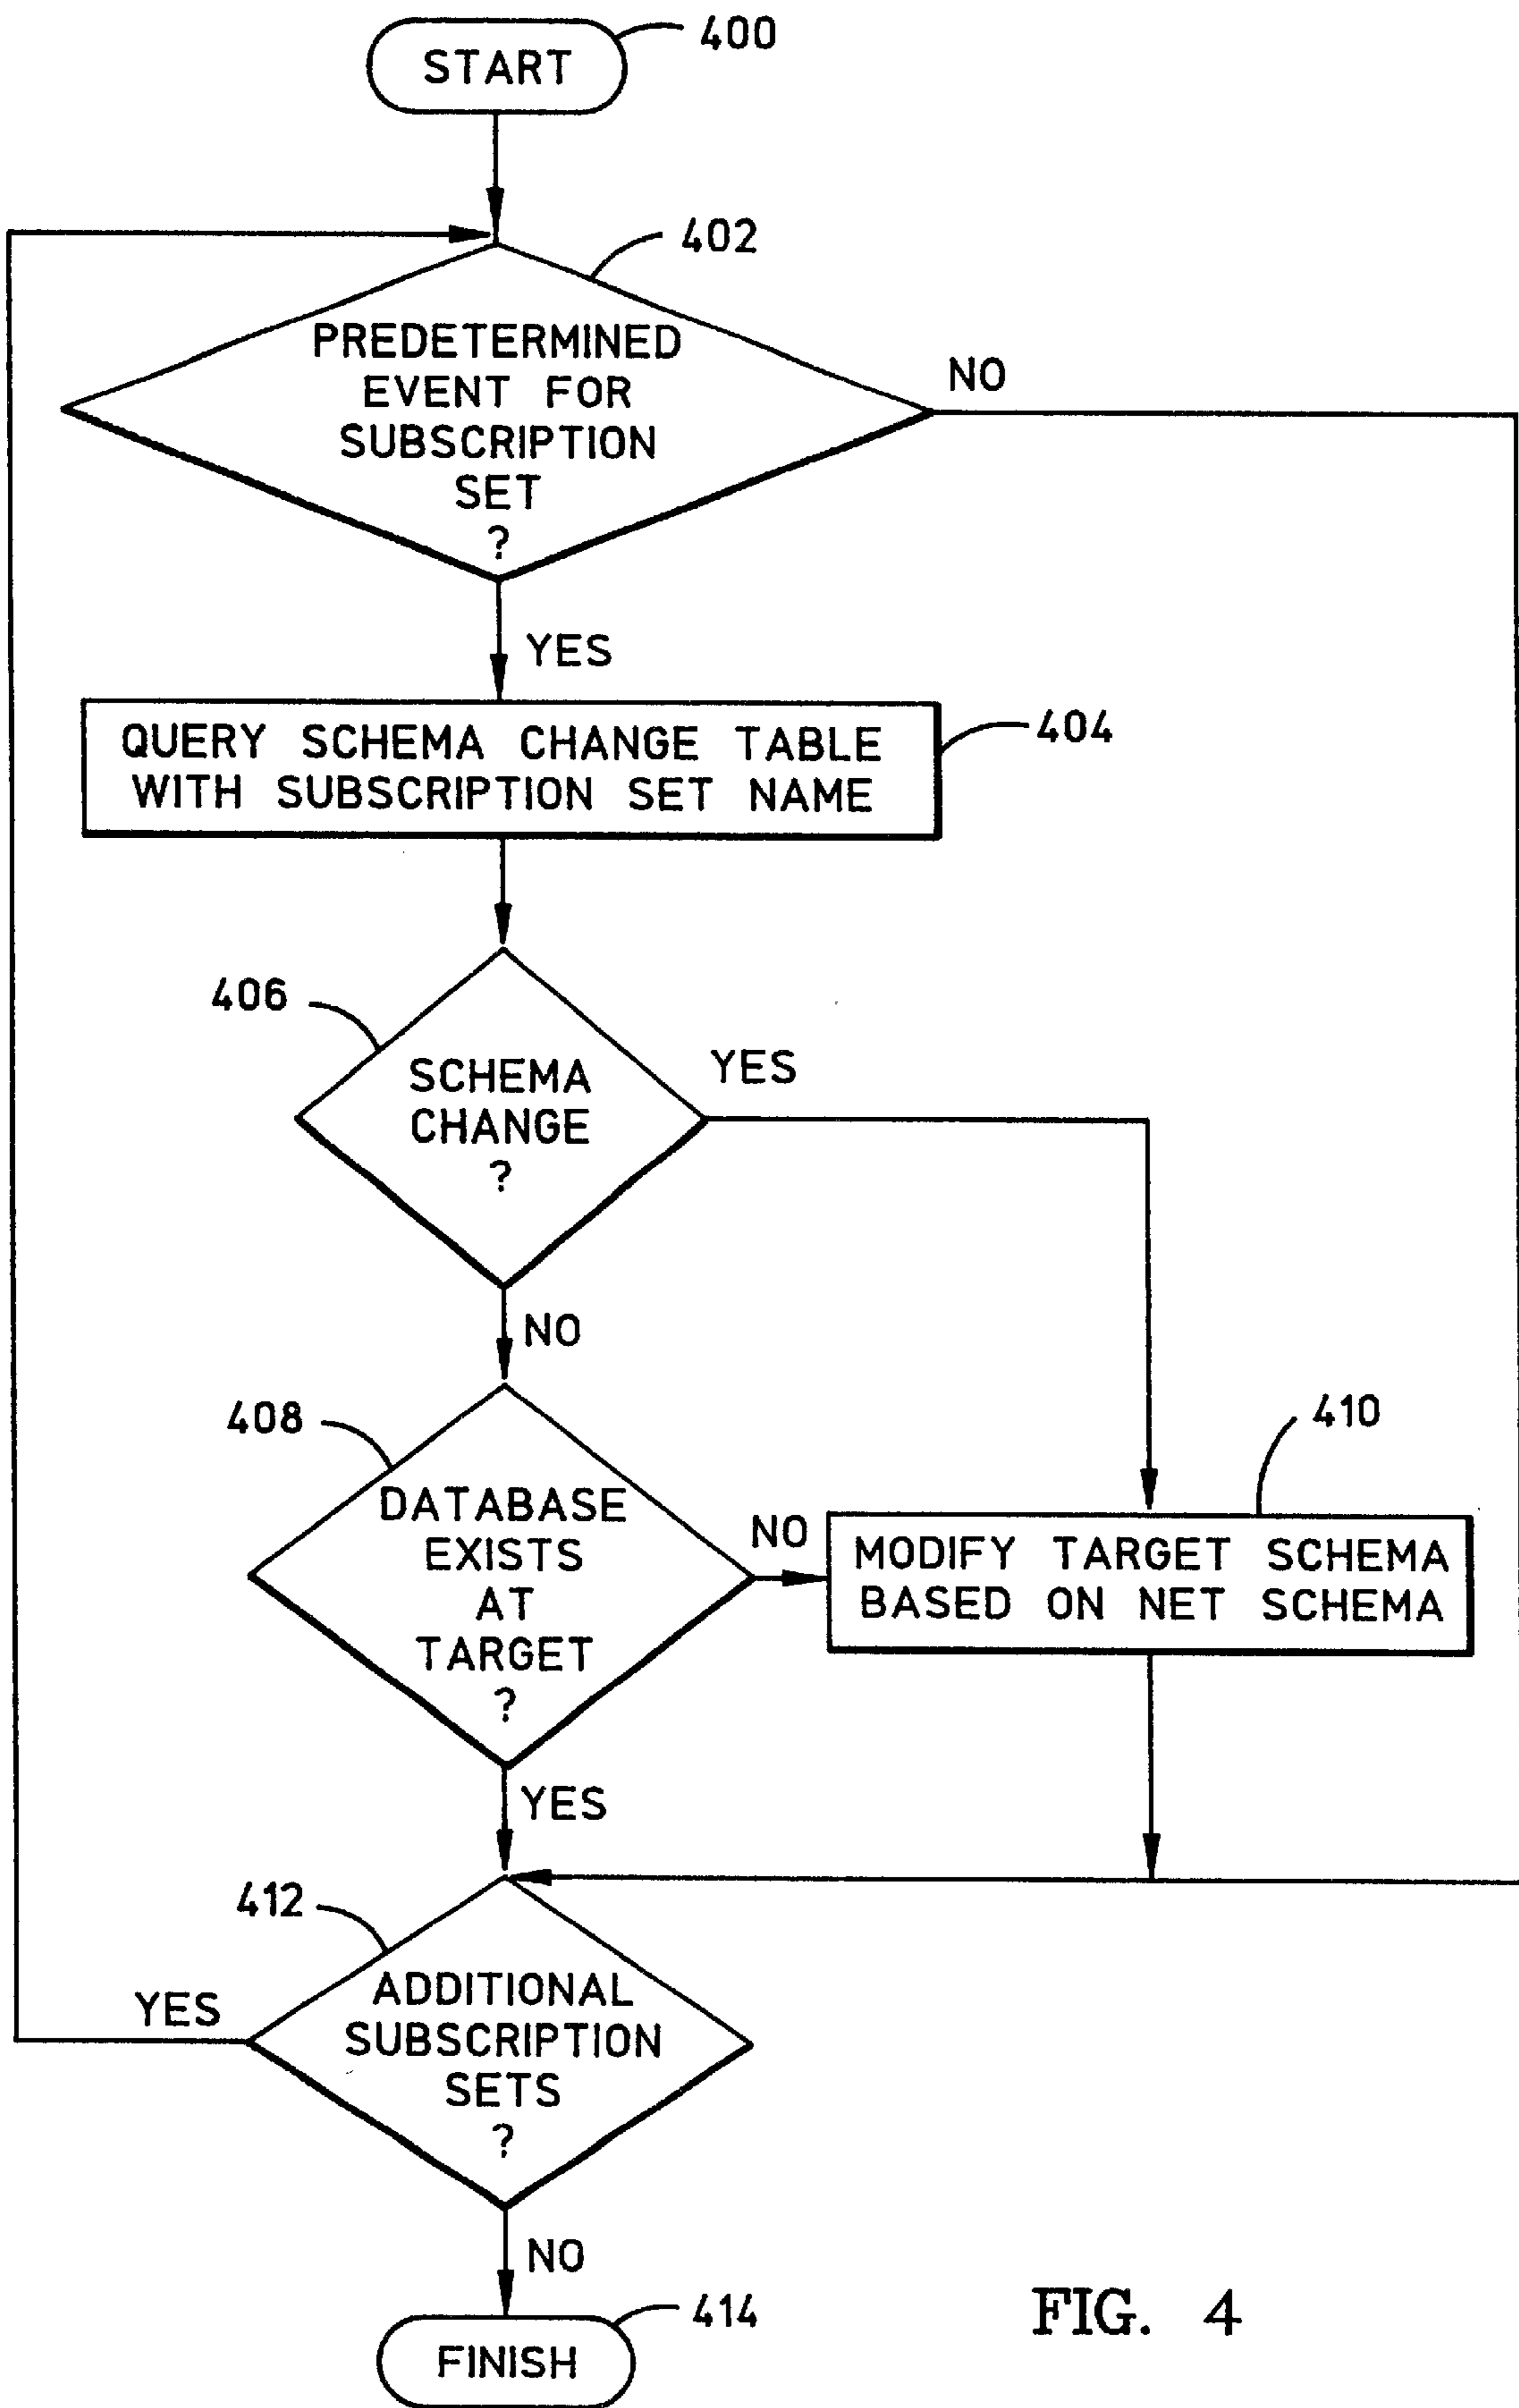 400
START
402
PREDETERMINED
EVENT FOR
SUBSCRIPTION
SET
?
NO
YES
QUERY SCHEMA CHANGE TABLE
WITH SUBSCRIPTION SET NAME
404
406
SCHEMA
CHANGE
?
YES
NO
408
DATABASE
EXISTS
AT
TARGET
?
NO
410
MODIFY TARGET SCHEMA
BASED ON NET SCHEMA
YES
412
ADDITIONAL
SUBSCRIPTION
SETS
?
YES
NO
414
FINISH
FIG. 4